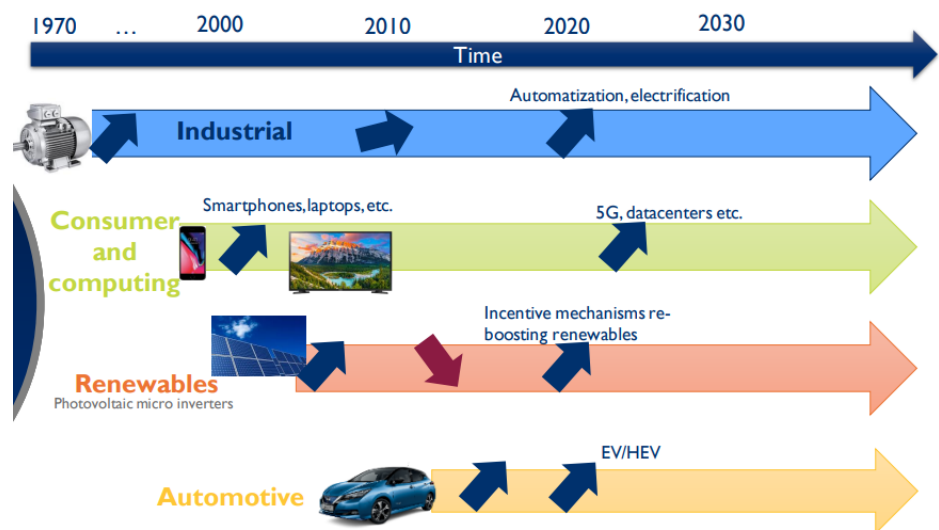 1970 … 2000 2010 2020 2030
Time
Automatization, electrification
Industrial
Smartphones, laptops, etc.
5G, datacenters etc.
Consumer
and
computing
Incentive mechanisms re-
boosting renewables
Renewables
Photovoltaic micro inverters
EV/HEV
Automotive